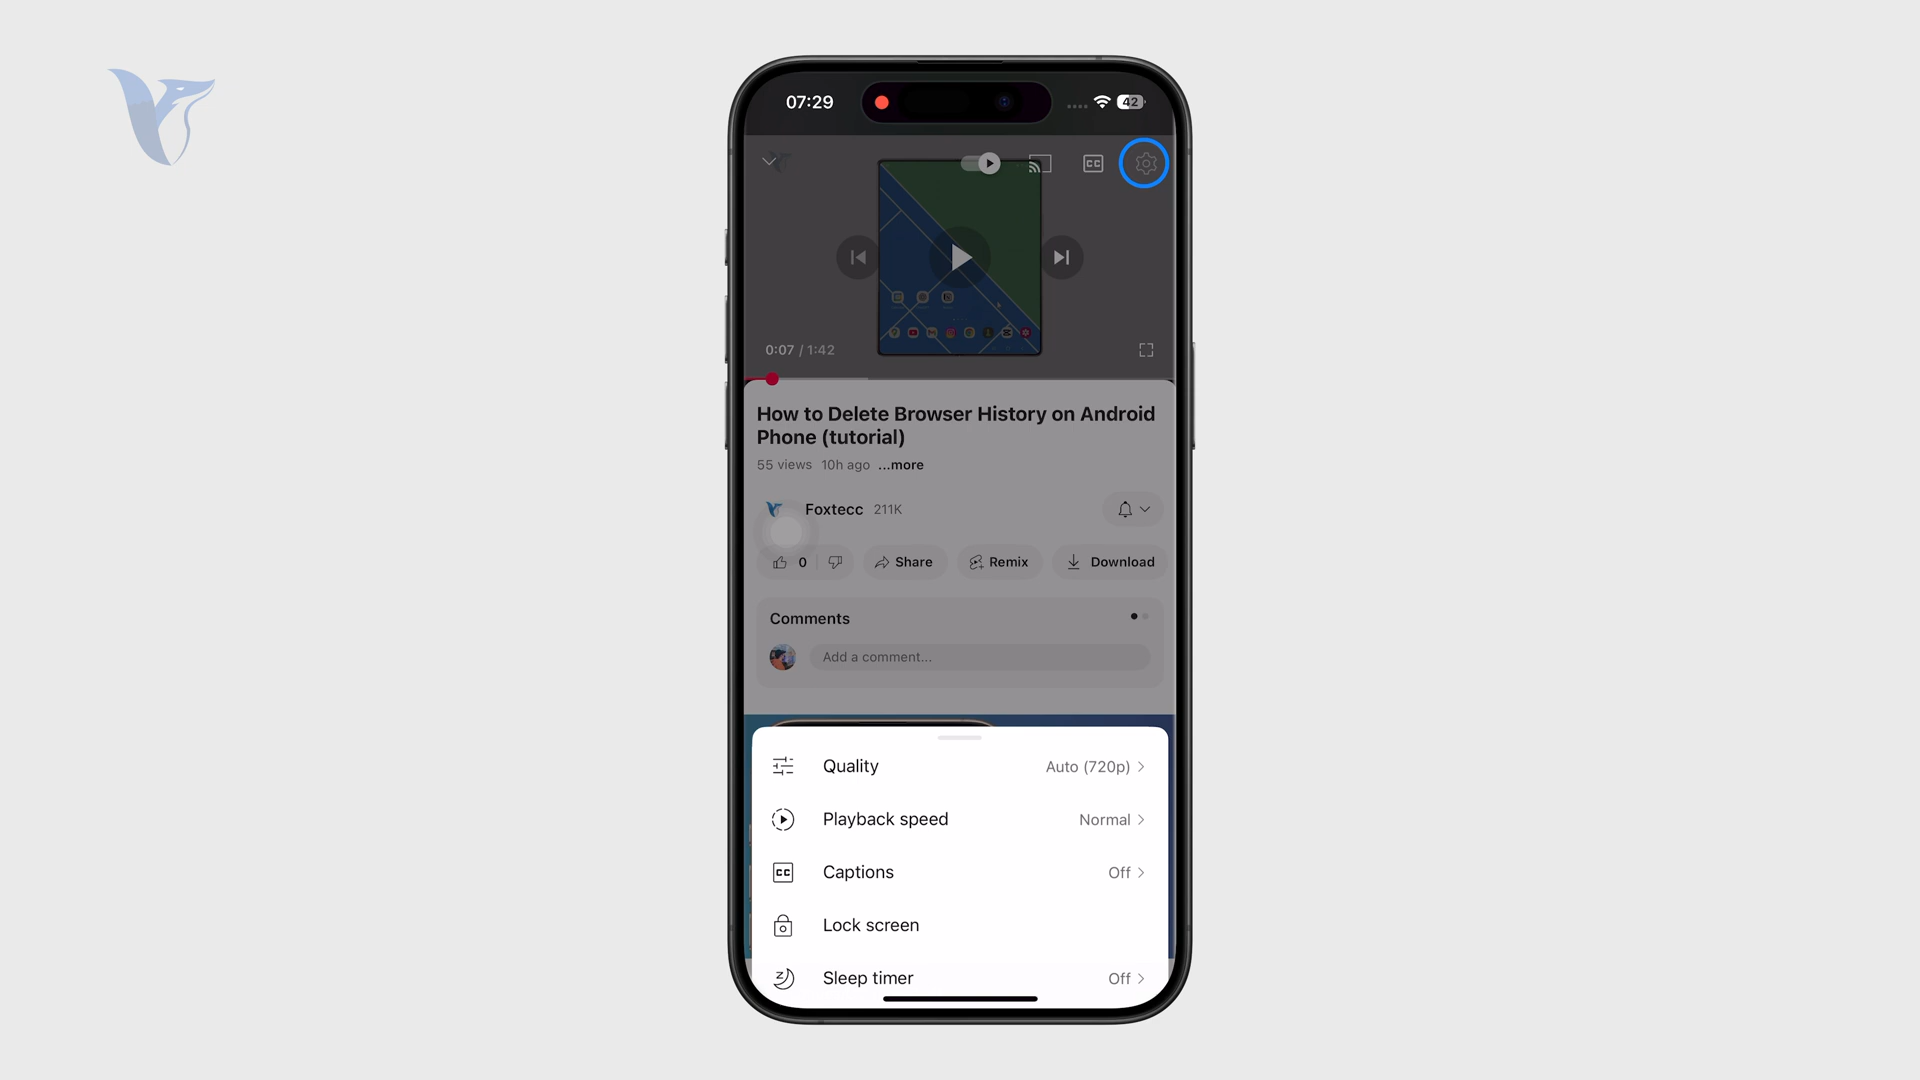 07:29
42
CC
0:07 / 1:42
How to Delete Browser History on Android
Phone (tutorial)
55 views 10h ago ...more
Foxtecc 211K
0 Share Remix Download
Comments
Add a comment...
Quality Auto (720p)
Playback speed Normal
CC Captions Off
Lock screen
Sleep timer Off